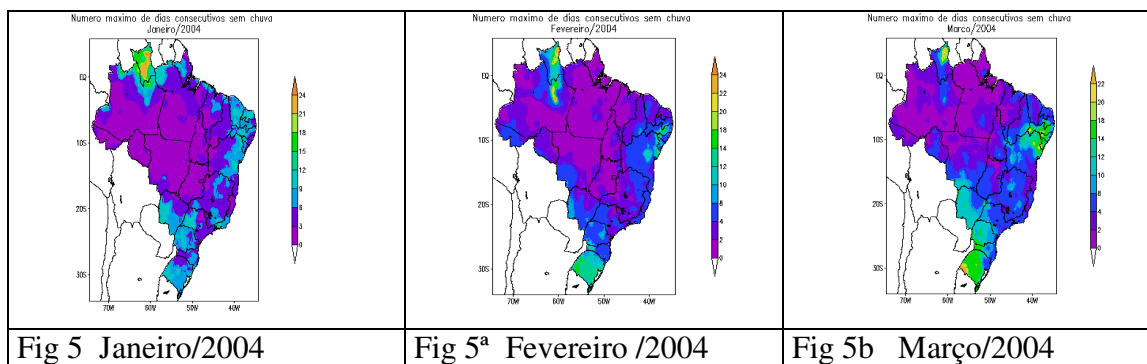 Numero maximo de dias consecutivos sem chuva
Janeiro/2004
EQ
10S
20S
30S
70W
60W
50W
40W
24
21
18
15
12
9
6
3
0
Fig 5 Janeiro/2004
Numero maximo de dias consecutivos sem chuva
Fevereiro/2004
EQ
10S
20S
30S
70W
60W
50W
40W
24
22
20
18
16
14
12
10
8
6
4
2
0
Fig 5ª Fevereiro /2004
Numero maximo de dias consecutivos sem chuva
Março/2004
EQ
10S
20S
30S
70W
60W
50W
40W
22
20
18
16
14
12
10
8
6
4
2
0
Fig 5b Março/2004